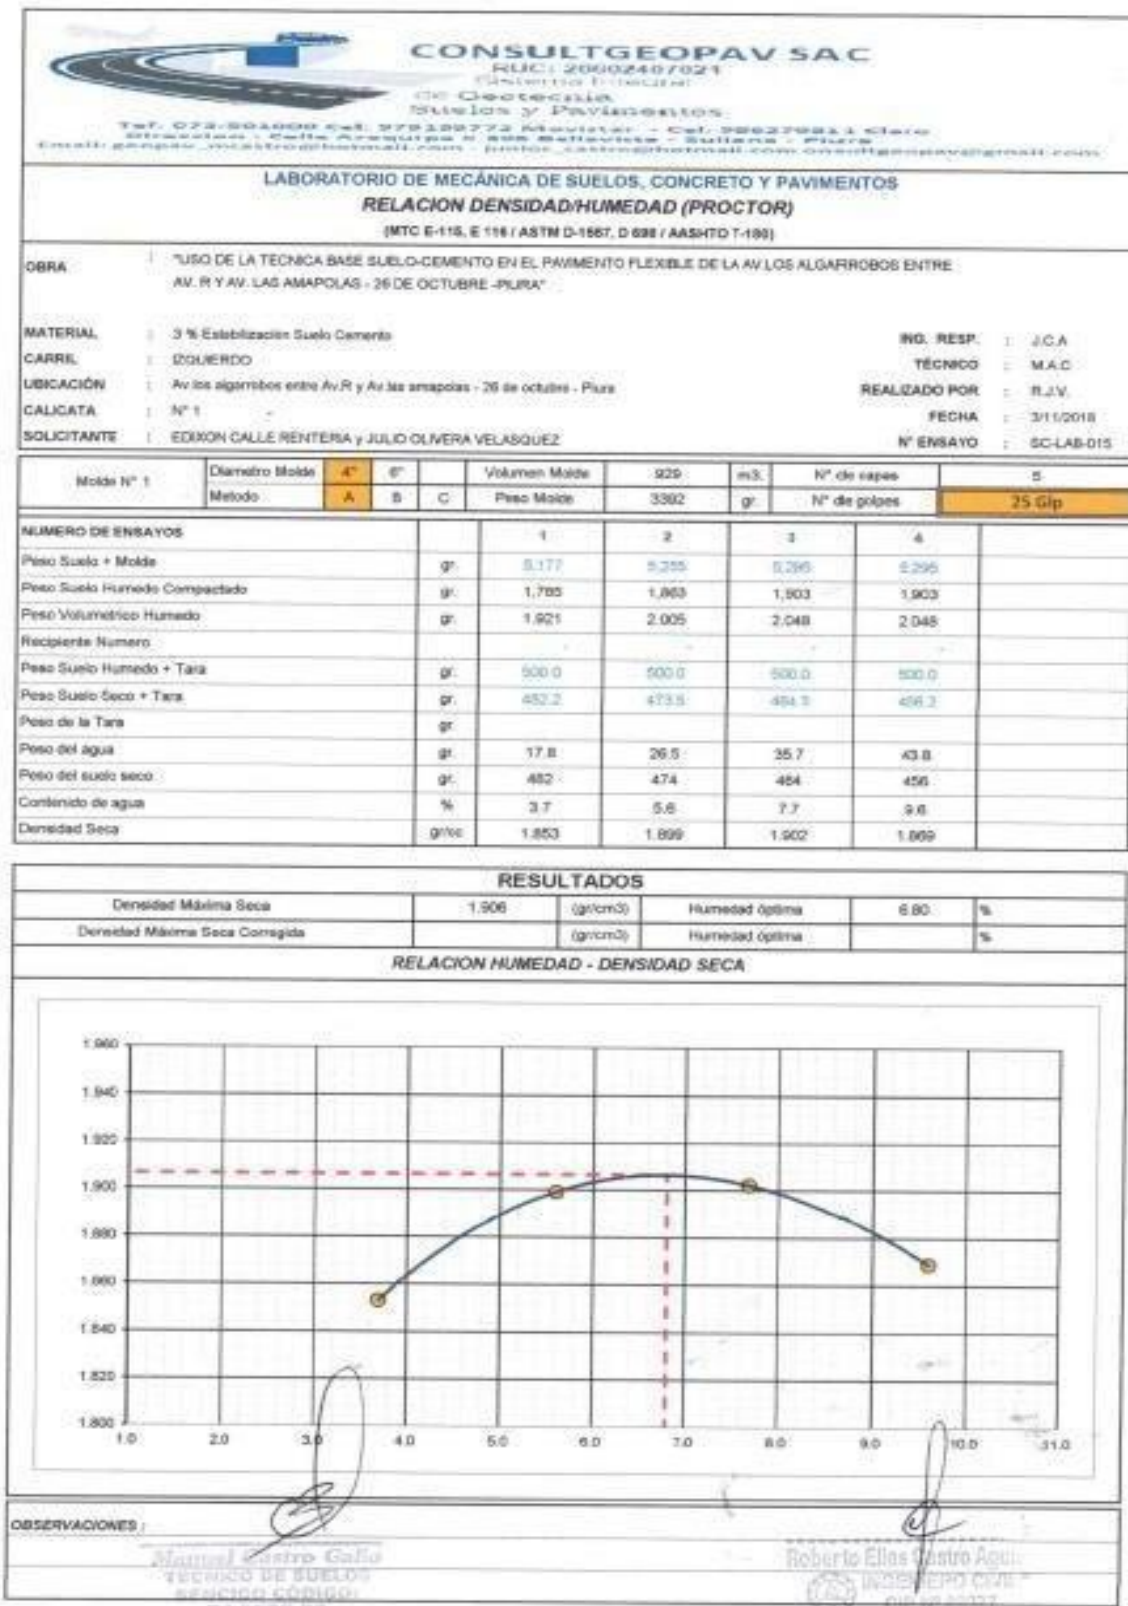 CONSULTGEOPAV SAC
RUC: 20602407021
Sistema Integral
de Geotecnia
Suelos y Pavimentos
LABORATORIO DE MECÁNICA DE SUELOS, CONCRETO Y PAVIMENTOS
RELACION DENSIDAD/HUMEDAD (PROCTOR)
(MTC E-115, E 116 / ASTM D-1557, D 698 / AASHTO T-180)
OBRA : "USO DE LA TECNICA BASE SUELO-CEMENTO EN EL PAVIMENTO FLEXIBLE DE LA AV.LOS ALGARROBOS ENTRE
AV. R Y AV. LAS AMAPOLAS - 26 DE OCTUBRE -PIURA"
MATERIAL : 3 % Estabilización Suelo Cemento ING. RESP. : J.C.A
CARRIL : IZQUIERDO TÉCNICO : M.A.C.
UBICACIÓN : Av los algarrobos entre Av.R y Av.las amapolas - 26 de octubre - Piura REALIZADO POR : R.J.V.
CALICATA : N° 1 FECHA : 3/11/2018
SOLICITANTE : EDIXON CALLE RENTERIA y JULIO OLIVERA VELASQUEZ N° ENSAYO : SC-LAB-015
Molde N° 1 Diametro Molde 4" 6" Volumen Molde 929 m3. N° de capas 5
Metodo A B C Peso Molde 3392 gr. N° de golpes 25 Glp
NUMERO DE ENSAYOS 1 2 3 4
Peso Suelo + Molde gr. 5,177 5,255 5,295 5,295
Peso Suelo Humedo Compactado gr. 1,785 1,863 1,903 1,903
Peso Volumetrico Humedo gr. 1.921 2.005 2.048 2.048
Recipiente Numero
Peso Suelo Humedo + Tara gr. 500.0 500.0 500.0 500.0
Peso Suelo Seco + Tara gr. 482.2 473.5 464.3 456.2
Peso de la Tara gr.
Peso del agua gr. 17.8 26.5 35.7 43.8
Peso del suelo seco gr. 482 474 464 456
Contenido de agua % 3.7 5.6 7.7 9.6
Densidad Seca gr/cc 1.853 1.899 1.902 1.869
RESULTADOS
Densidad Máxima Seca 1.906 (gr/cm3) Humedad óptima 6.80 %
Densidad Máxima Seca Corregida (gr/cm3) Humedad óptima %
RELACION HUMEDAD - DENSIDAD SECA
1.960
1.940
1.920
1.900
1.880
1.860
1.840
1.820
1.800
1.0 2.0 3.0 4.0 5.0 6.0 7.0 8.0 9.0 10.0 11.0
OBSERVACIONES :
Manuel Castro Gallo
TECNICO DE SUELOS
SENCICO CODIGO:
Roberto Elias Castro
INGENIERO CIVIL